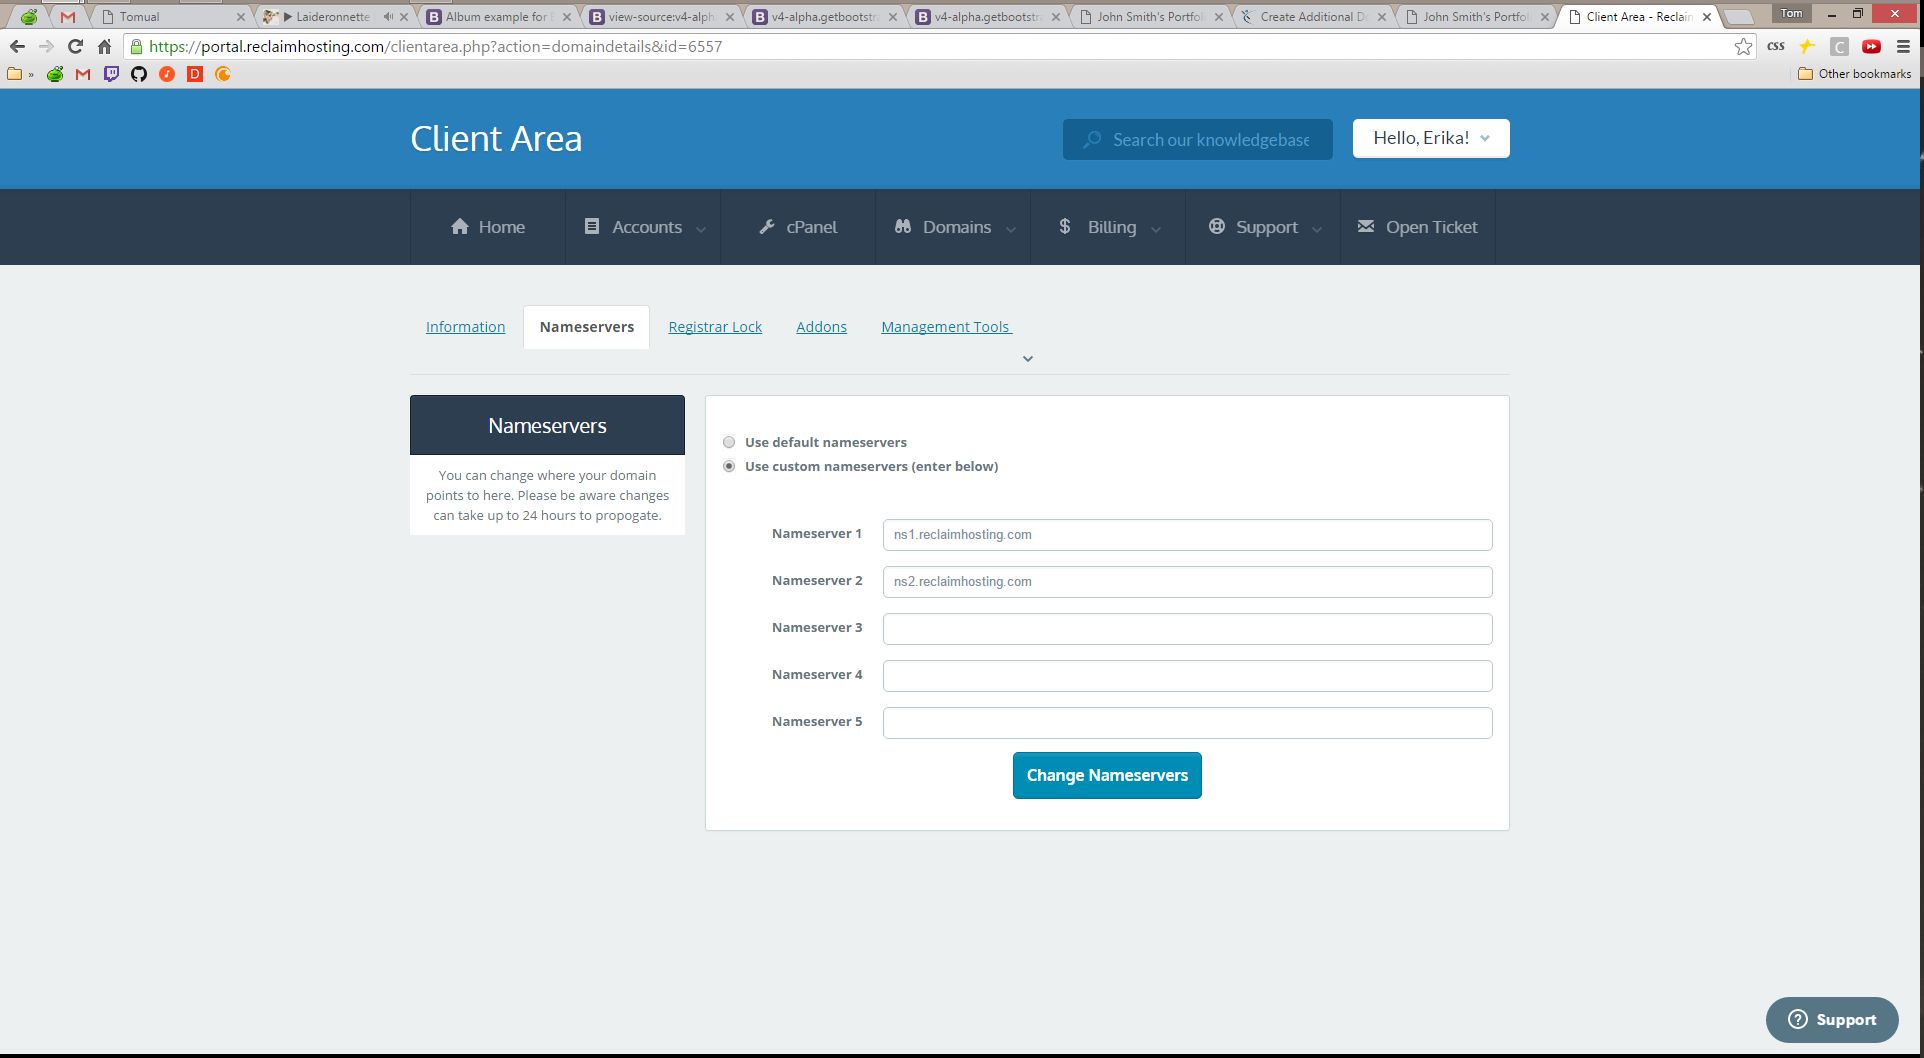 Tomual
Laideronnette
Album example for
view-source:v4-alph
v4-alpha.getbootstra
v4-alpha.getbootstra
John Smith's Portfol
Create Additional D
John Smith's Portfol
Client Area - Reclain
Tom
https://portal.reclaimhosting.com/clientarea.php?action=domaindetails&id=6557
css
C
» 
D
Other bookmarks
Client Area
Search our knowledgebase
Hello, Erika!
Home
Accounts
cPanel
Domains
$ Billing
Support
Open Ticket
Information
Nameservers
Registrar Lock
Addons
Management Tools
Nameservers
You can change where your domain
points to here. Please be aware changes
can take up to 24 hours to propogate.
Use default nameservers
Use custom nameservers (enter below)
Nameserver 1 ns1.reclaimhosting.com
Nameserver 2 ns2.reclaimhosting.com
Nameserver 3
Nameserver 4
Nameserver 5
Change Nameservers
? Support